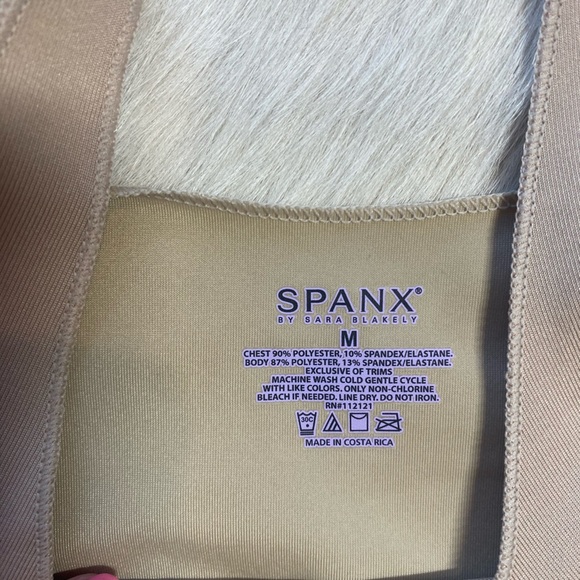 SPANX®
BY SARA BLAKELY
M
CHEST 90% POLYESTER, 10% SPANDEX/ELASTANE.
BODY 87% POLYESTER, 13% SPANDEX/ELASTANE.
EXCLUSIVE OF TRIMS
MACHINE WASH COLD GENTLE CYCLE
WITH LIKE COLORS. ONLY NON-CHLORINE
BLEACH IF NEEDED. LINE DRY. DO NOT IRON.
RN#112121
30C
MADE IN COSTA RICA